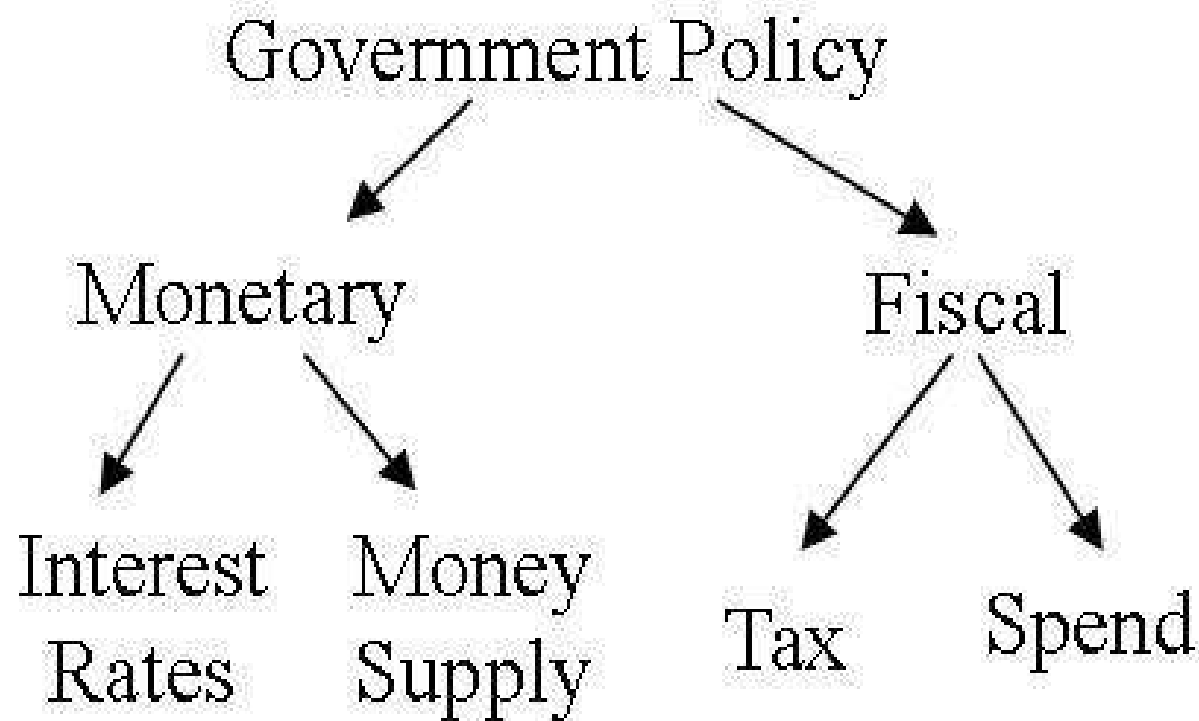 Government Policy
Monetary
Fiscal
Interest
Rates
Money
Supply
Tax
Spend